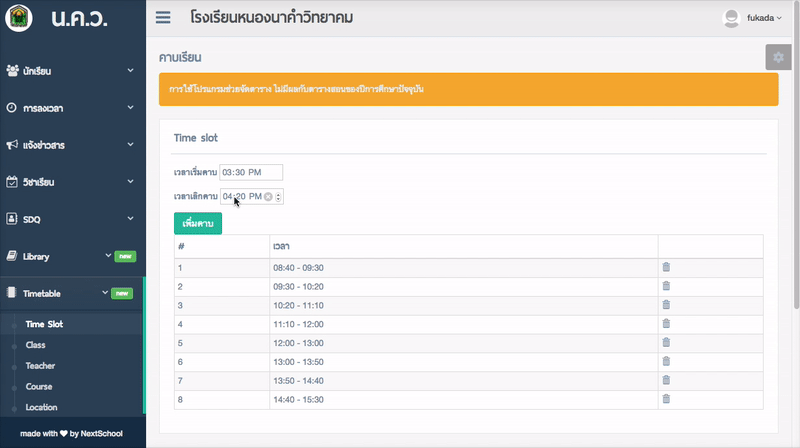 น.ค.ว.
โรงเรียนหนองนาคำวิทยาคม
fukada
นักเรียน
การลงเวลา
แจ้งข่าวสาร
วิชาเรียน
SDQ
Library new
Timetable new
Time Slot
Class
Teacher
Course
Location
made with ❤ by NextSchool
คาบเรียน
การใช้โปรแกรมช่วยจัดตาราง ไม่มีผลกับตารางสอนของปีการศึกษาปัจจุบัน
Time slot
เวลาเริ่มคาบ 03:30 PM
เวลาเลิกคาบ 04:20 PM
เพิ่มคาบ
# เวลา
1 08:40 - 09:30
2 09:30 - 10:20
3 10:20 - 11:10
4 11:10 - 12:00
5 12:00 - 13:00
6 13:00 - 13:50
7 13:50 - 14:40
8 14:40 - 15:30